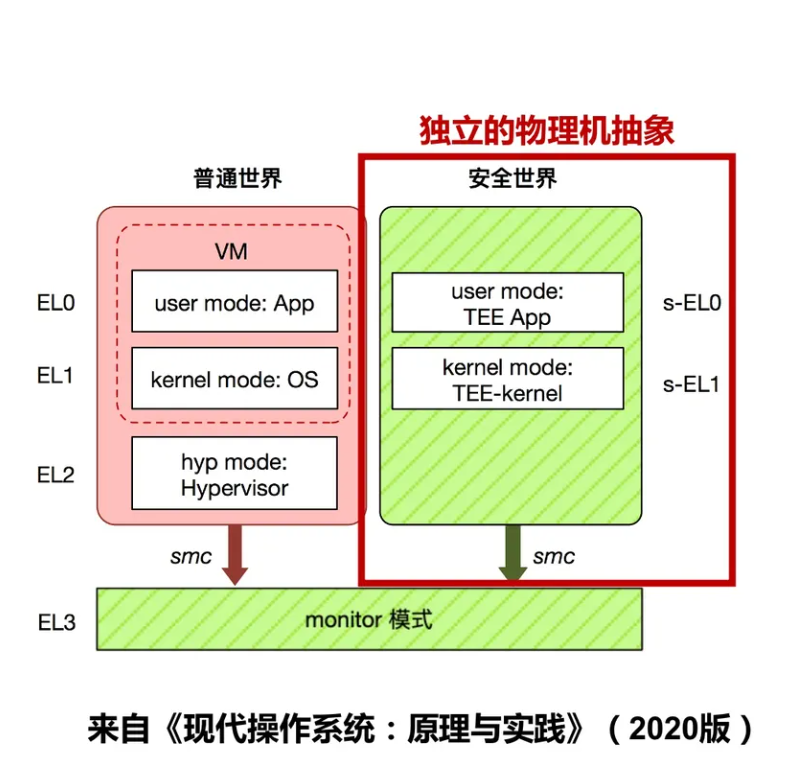 独立的物理机抽象
普通世界
安全世界
VM
EL0
user mode: App
user mode:
TEE App
s-EL0
EL1
kernel mode: OS
kernel mode:
TEE-kernel
s-EL1
EL2
hyp mode:
Hypervisor
smc
smc
EL3
monitor 模式
来自《现代操作系统：原理与实践》（2020版）